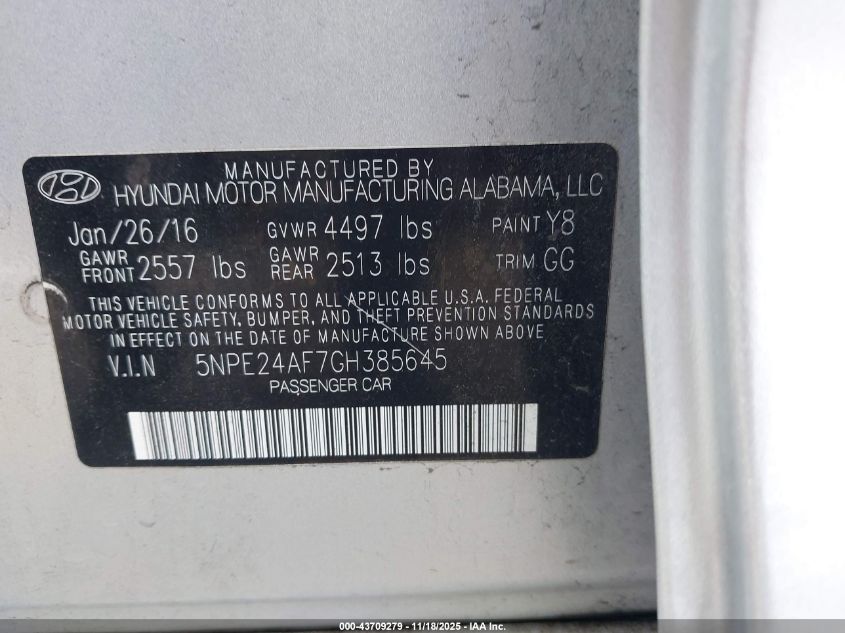 MANUFACTURED BY
HYUNDAI MOTOR MANUFACTURING ALABAMA, LLC
Jan/26/16 GVWR 4497 lbs PAINT Y8
GAWR FRONT 2557 lbs GAWR REAR 2513 lbs TRIM GG
THIS VEHICLE CONFORMS TO ALL APPLICABLE U.S.A. FEDERAL
MOTOR VEHICLE SAFETY, BUMPER, AND THEFT PREVENTION STANDARDS
IN EFFECT ON THE DATE OF MANUFACTURE SHOWN ABOVE
V.I.N 5NPE24AF7GH385645
PASSENGER CAR
000-43709279 - 11/18/2025 - IAA Inc.